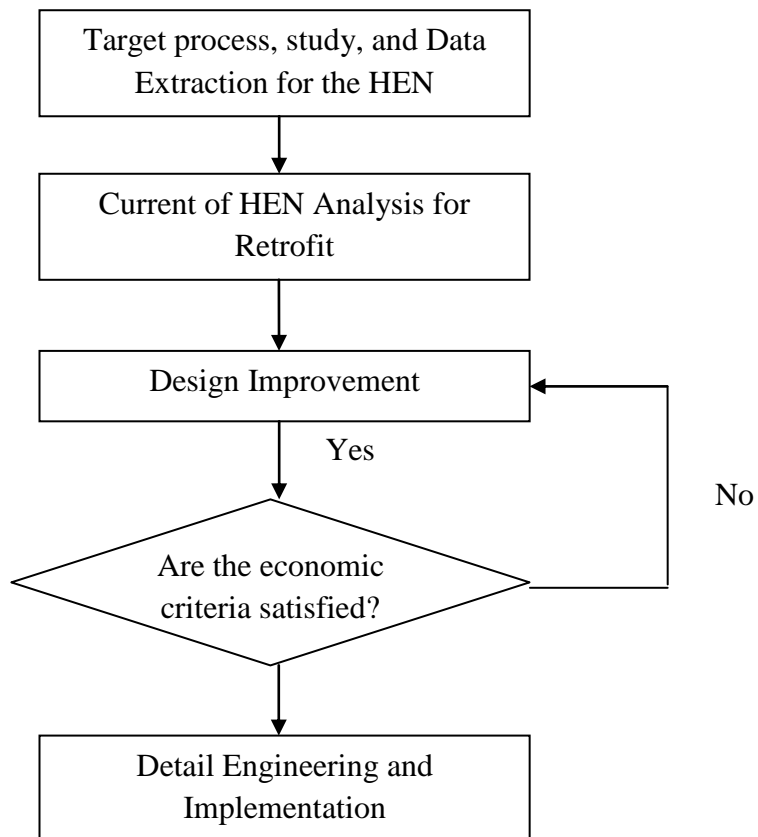 Target process, study, and Data
Extraction for the HEN
Current of HEN Analysis for
Retrofit
Design Improvement
Yes
No
Are the economic
criteria satisfied?
Detail Engineering and
Implementation